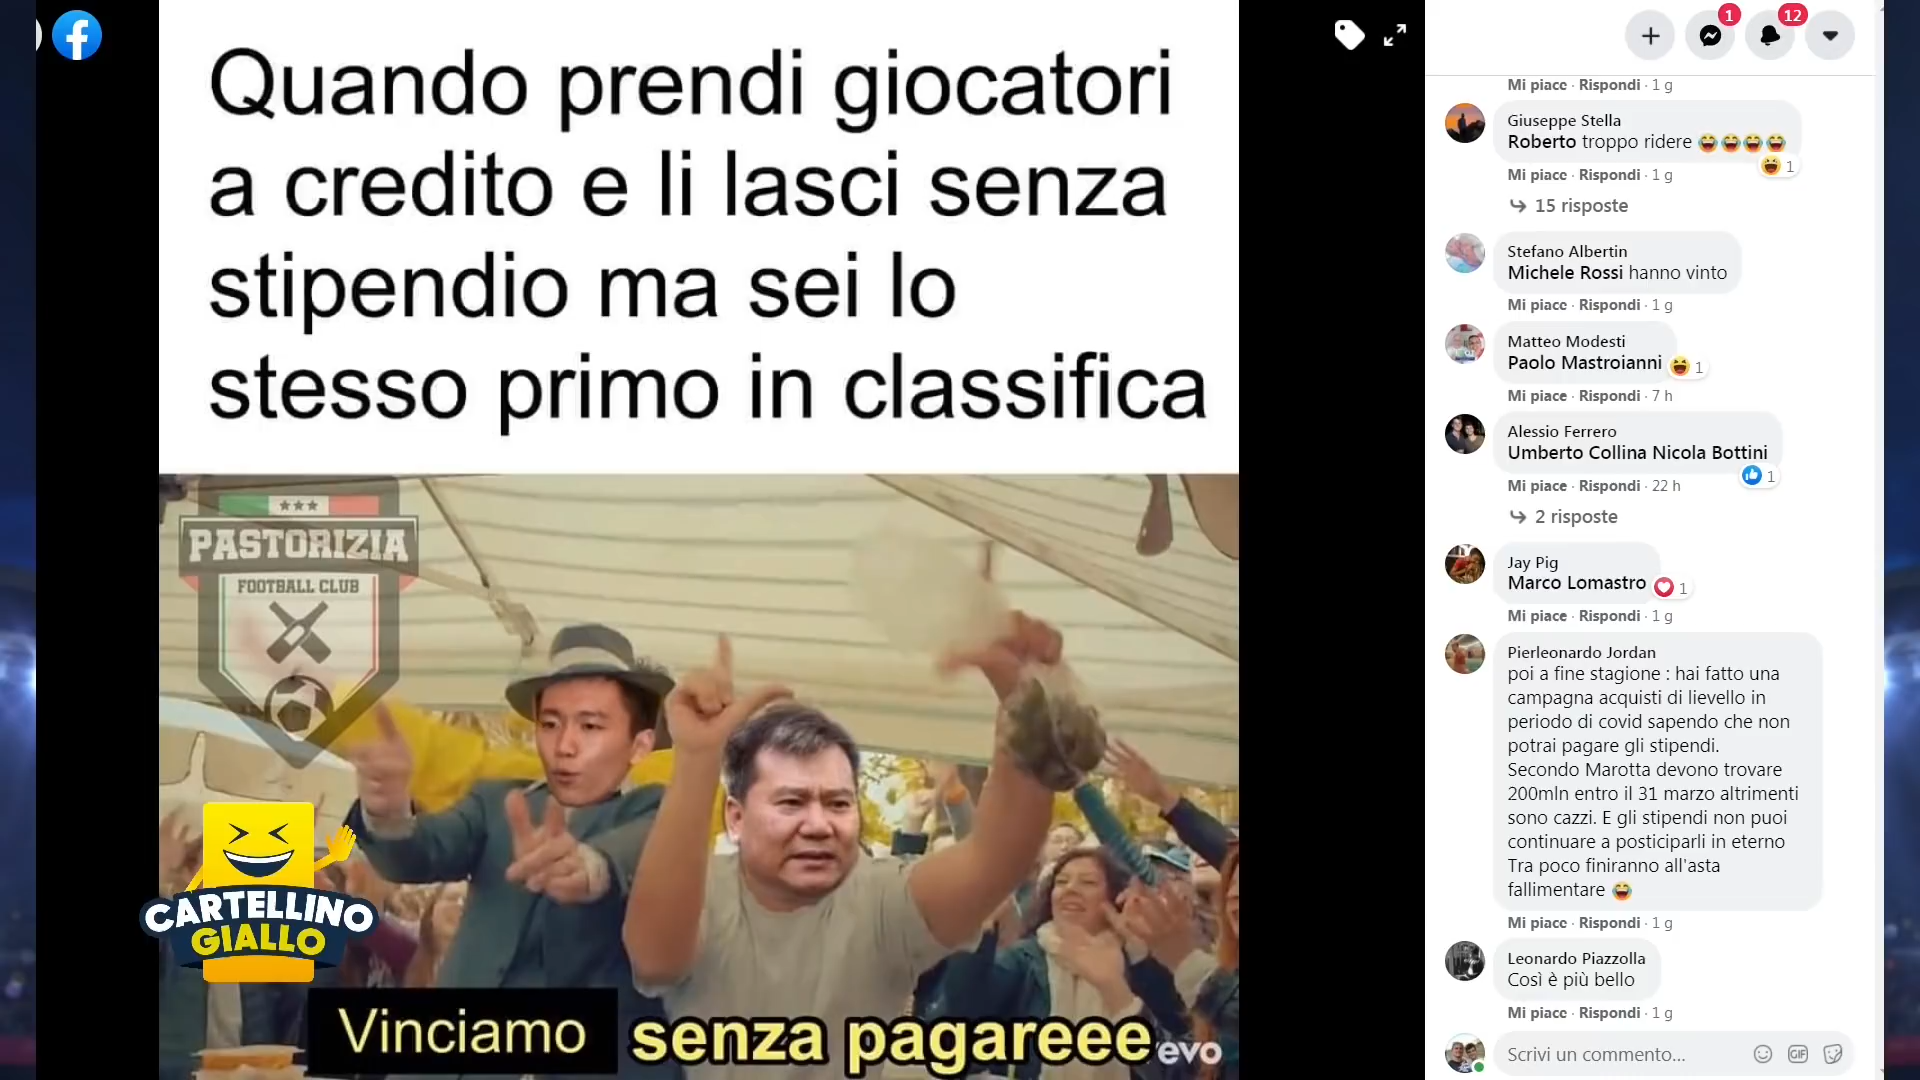 Quando prendi giocatori
a credito e li lasci senza
stipendio ma sei lo
stesso primo in classifica
PASTORIZIA
FOOTBALL CLUB
CARTELLINO
GIALLO
Vinciamo senza pagareee
evo
1
12
Mi piace · Rispondi · 1 g
Giuseppe Stella
Roberto troppo ridere 😂😂😂😂
1
Mi piace · Rispondi · 1 g
15 risposte
Stefano Albertin
Michele Rossi hanno vinto
Mi piace · Rispondi · 1 g
Matteo Modesti
Paolo Mastroianni
1
Mi piace · Rispondi · 7 h
Alessio Ferrero
Umberto Collina Nicola Bottini
1
Mi piace · Rispondi · 22 h
2 risposte
Jay Pig
Marco Lomastro
1
Mi piace · Rispondi · 1 g
Pierleonardo Jordan
poi a fine stagione : hai fatto una
campagna acquisti di lievello in
periodo di covid sapendo che non
potrai pagare gli stipendi.
Secondo Marotta devono trovare
200mln entro il 31 marzo altrimenti
sono cazzi. E gli stipendi non puoi
continuare a posticiparli in eterno
Tra poco finiranno all'asta
fallimentare 😂
Mi piace · Rispondi · 1 g
Leonardo Piazzolla
Così è più bello
Mi piace · Rispondi · 1 g
Scrivi un commento...
GIF